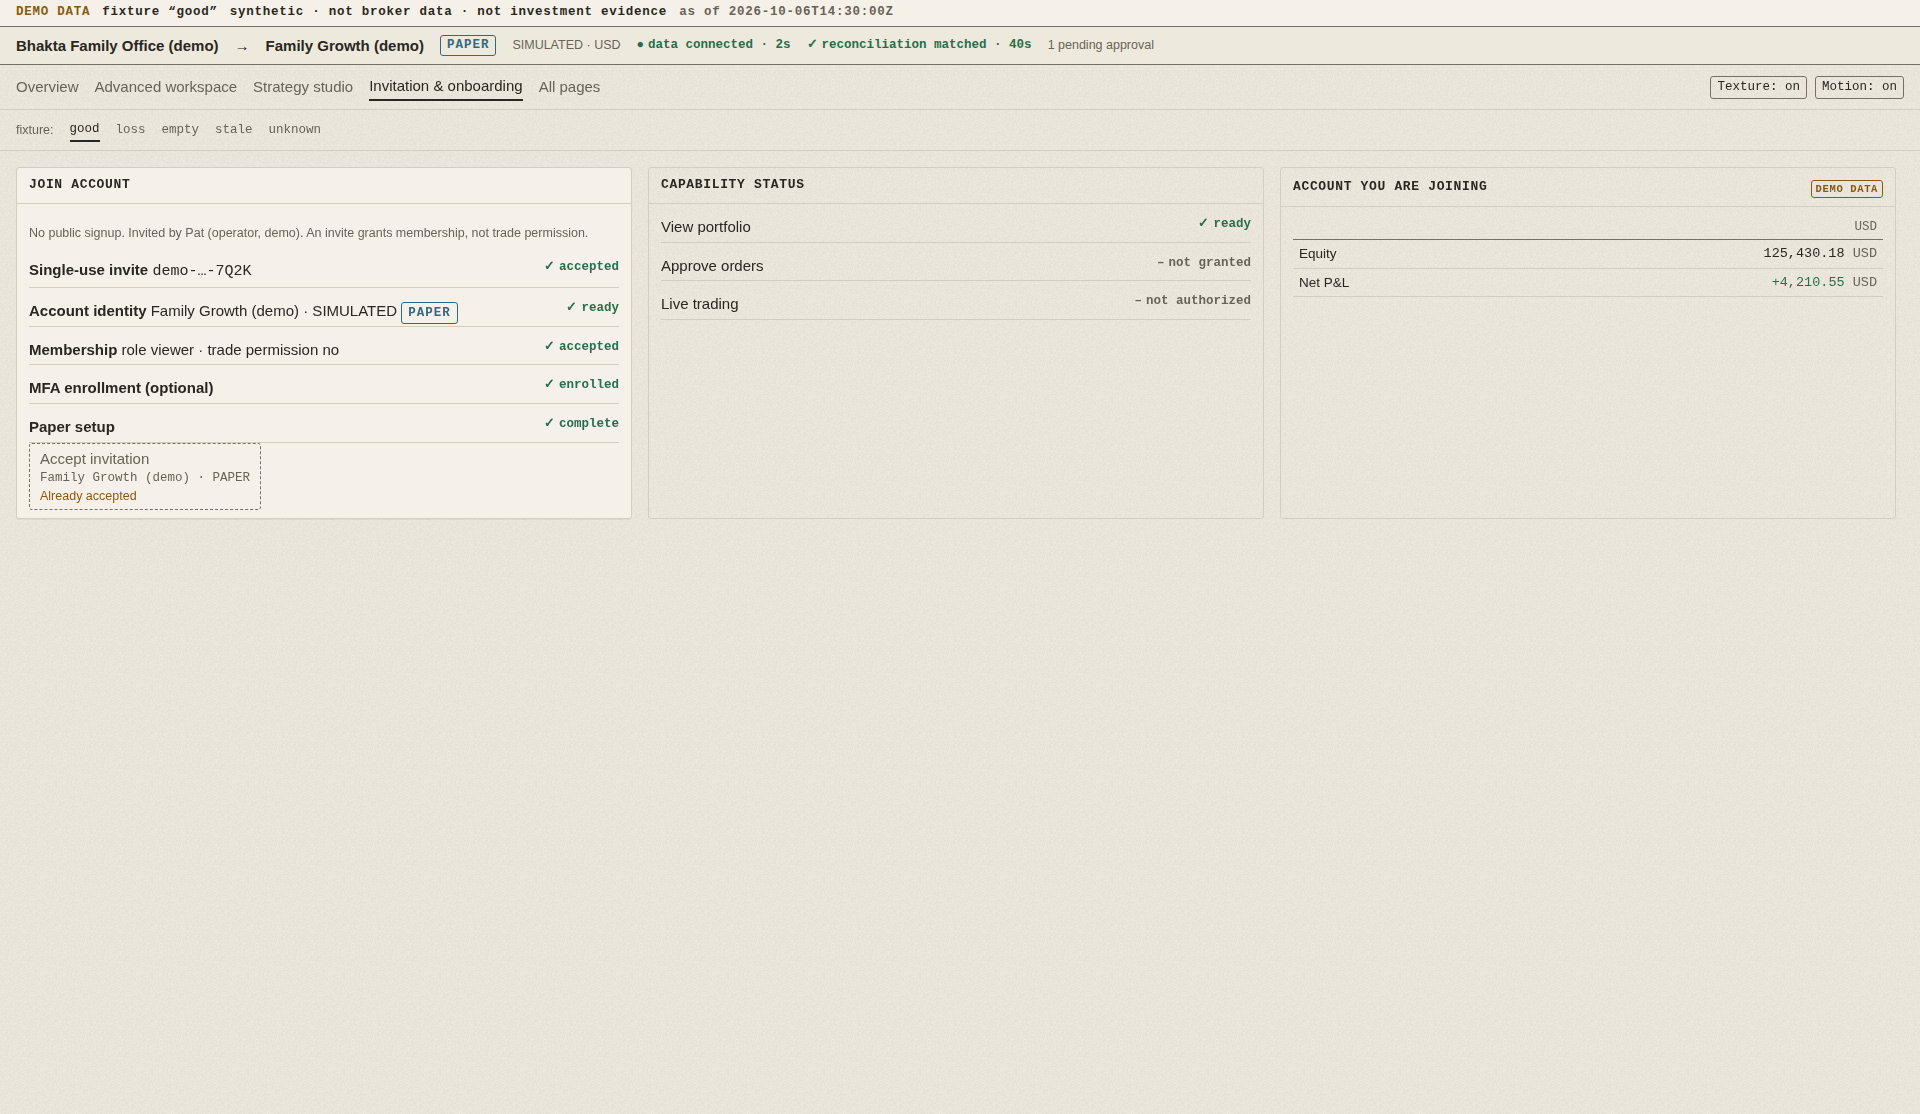 DEMO DATA fixture “good” synthetic · not broker data · not investment evidence as of 2026-10-06T14:30:00Z
Bhakta Family Office (demo) → Family Growth (demo) PAPER SIMULATED · USD ● data connected · 2s ✓ reconciliation matched · 40s 1 pending approval
Overview Advanced workspace Strategy studio Invitation & onboarding All pages Texture: on Motion: on
fixture: good loss empty stale unknown
JOIN ACCOUNT
No public signup. Invited by Pat (operator, demo). An invite grants membership, not trade permission.
Single-use invite demo-…-7Q2K ✓ accepted
Account identity Family Growth (demo) · SIMULATED PAPER ✓ ready
Membership role viewer · trade permission no ✓ accepted
MFA enrollment (optional) ✓ enrolled
Paper setup ✓ complete
Accept invitation
Family Growth (demo) · PAPER
Already accepted
CAPABILITY STATUS
View portfolio ✓ ready
Approve orders – not granted
Live trading – not authorized
ACCOUNT YOU ARE JOINING DEMO DATA
USD
Equity 125,430.18 USD
Net P&L +4,210.55 USD